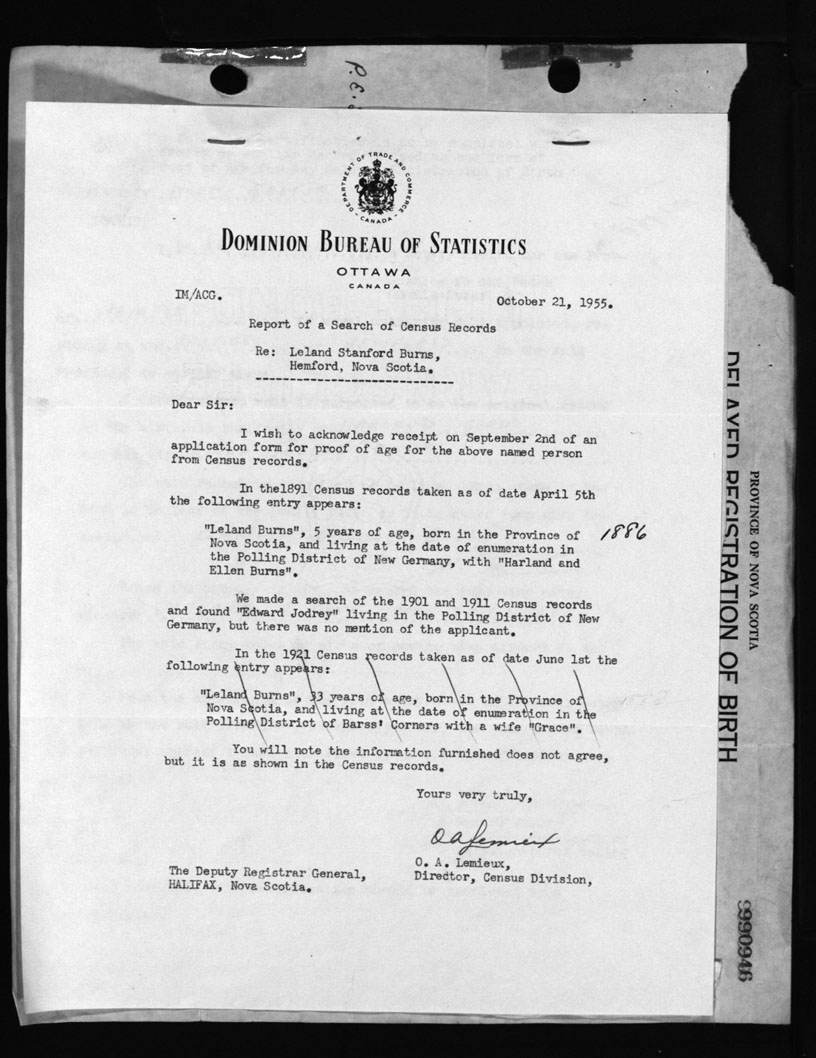 P.E.
DEPARTMENT OF TRADE AND COMMERCE
- CANADA -
DOMINION BUREAU OF STATISTICS
OTTAWA
CANADA
IM/ACG.
October 21, 1955.
Report of a Search of Census Records
Re: Leland Stanford Burns,
Hemford, Nova Scotia.
Dear Sir:
I wish to acknowledge receipt on September 2nd of an
application form for proof of age for the above named person
from Census records.
In the1891 Census records taken as of date April 5th
the following entry appears:
"Leland Burns", 5 years of age, born in the Province of
Nova Scotia, and living at the date of enumeration in
the Polling District of New Germany, with "Harland and
Ellen Burns".
1886
We made a search of the 1901 and 1911 Census records
and found "Edward Jodrey" living in the Polling District of New
Germany, but there was no mention of the applicant.
In the 1921 Census records taken as of date June 1st the
following entry appears:
"Leland Burns", 33 years of age, born in the Province of
Nova Scotia, and living at the date of enumeration in the
Polling District of Barss' Corners with a wife "Grace".
You will note the information furnished does not agree,
but it is as shown in the Census records.
Yours very truly,
O A Lemieux
O. A. Lemieux,
Director, Census Division,
The Deputy Registrar General,
HALIFAX, Nova Scotia.
PROVINCE OF NOVA SCOTIA
DELAYED REGISTRATION OF BIRTH